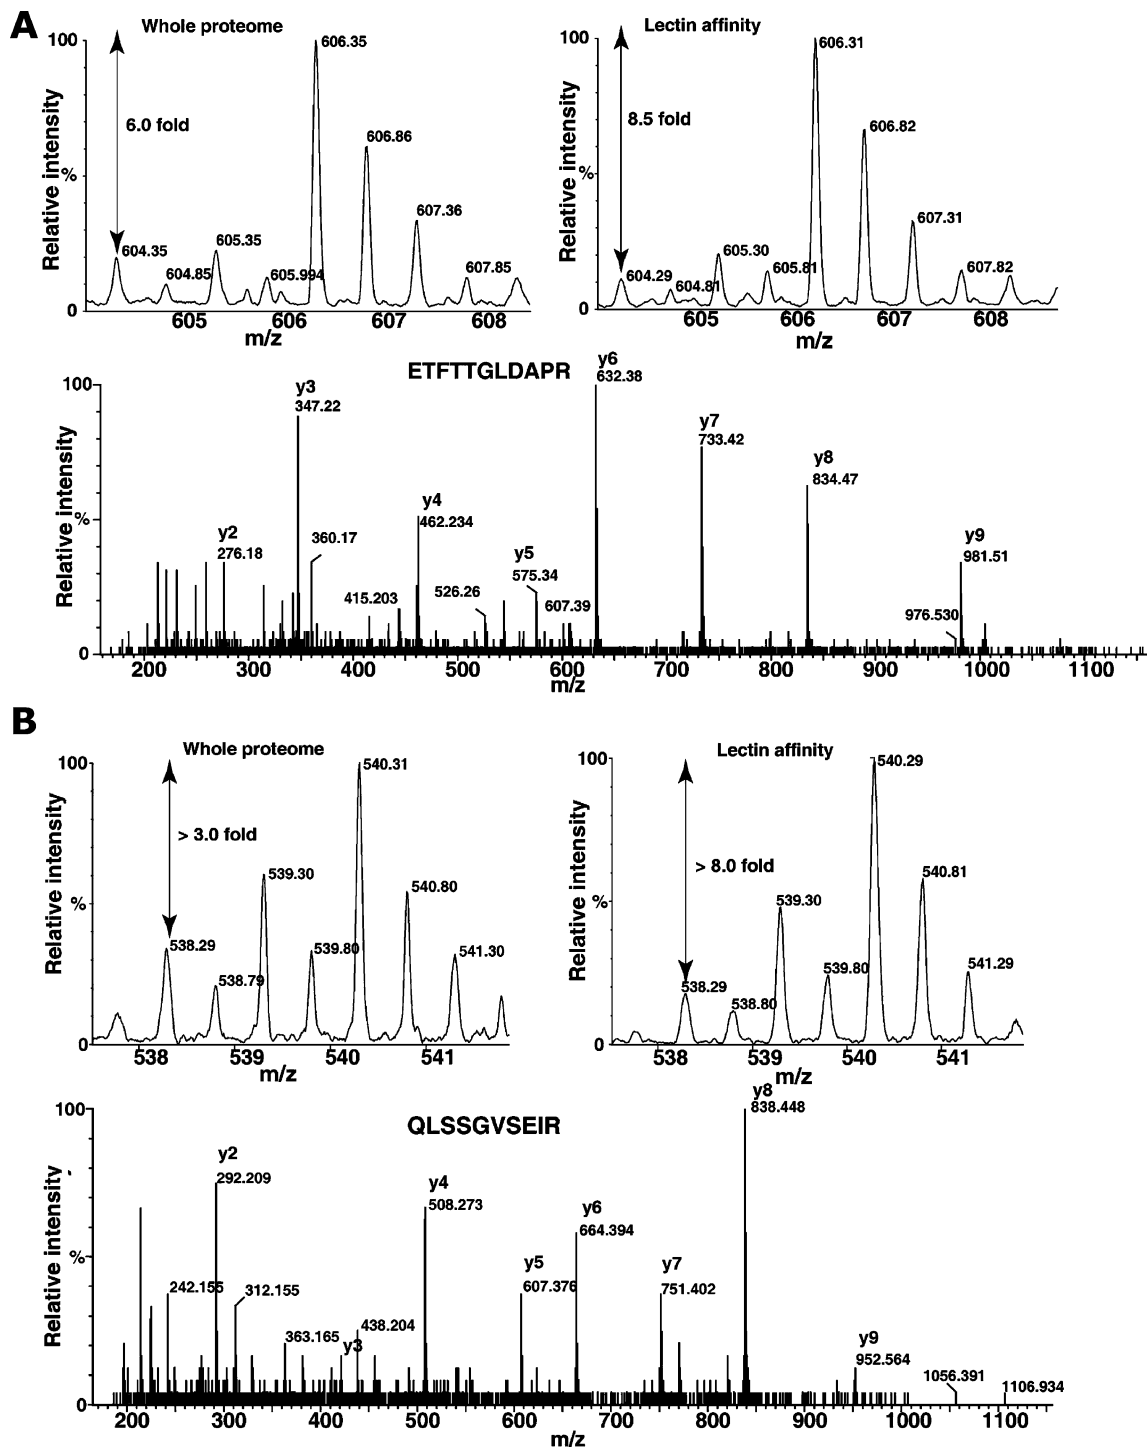 A
Whole proteome
100
606.35
6.0 fold
606.86
Relative intensity
%
607.36
604.35
605.35
604.85
605.994
607.85
0
605 606 607 608
m/z
Lectin affinity
100
606.31
8.5 fold
606.82
Relative intensity
%
607.31
605.30
604.29
605.81
604.81
607.82
0
605 606 607 608
m/z
ETFTTGLDAPR
100
y6
632.38
y3
347.22
y7
733.42
y8
834.47
Relative intensity
%
y4
462.234
y2
276.18
360.17
y5
575.34
y9
981.51
526.26
415.203
607.39
976.530
0
200 300 400 500 600 700 800 900 1000 1100
m/z
B
Whole proteome
100
540.31
> 3.0 fold
539.30
540.80
Relative intensity
%
538.29
539.80
541.30
538.79
0
538 539 540 541
m/z
Lectin affinity
100
540.29
> 8.0 fold
540.81
539.30
Relative intensity
%
539.80
541.29
538.29
538.80
0
538 539 540 541
m/z
QLSSGVSEIR
100
y8
838.448
y2
292.209
y4
508.273
y6
664.394
Relative intensity
%
y5
607.376
y7
751.402
242.155
312.155
438.204
363.165
y3
y9
952.564
1056.391
1106.934
0
200 300 400 500 600 700 800 900 1000 1100
m/z